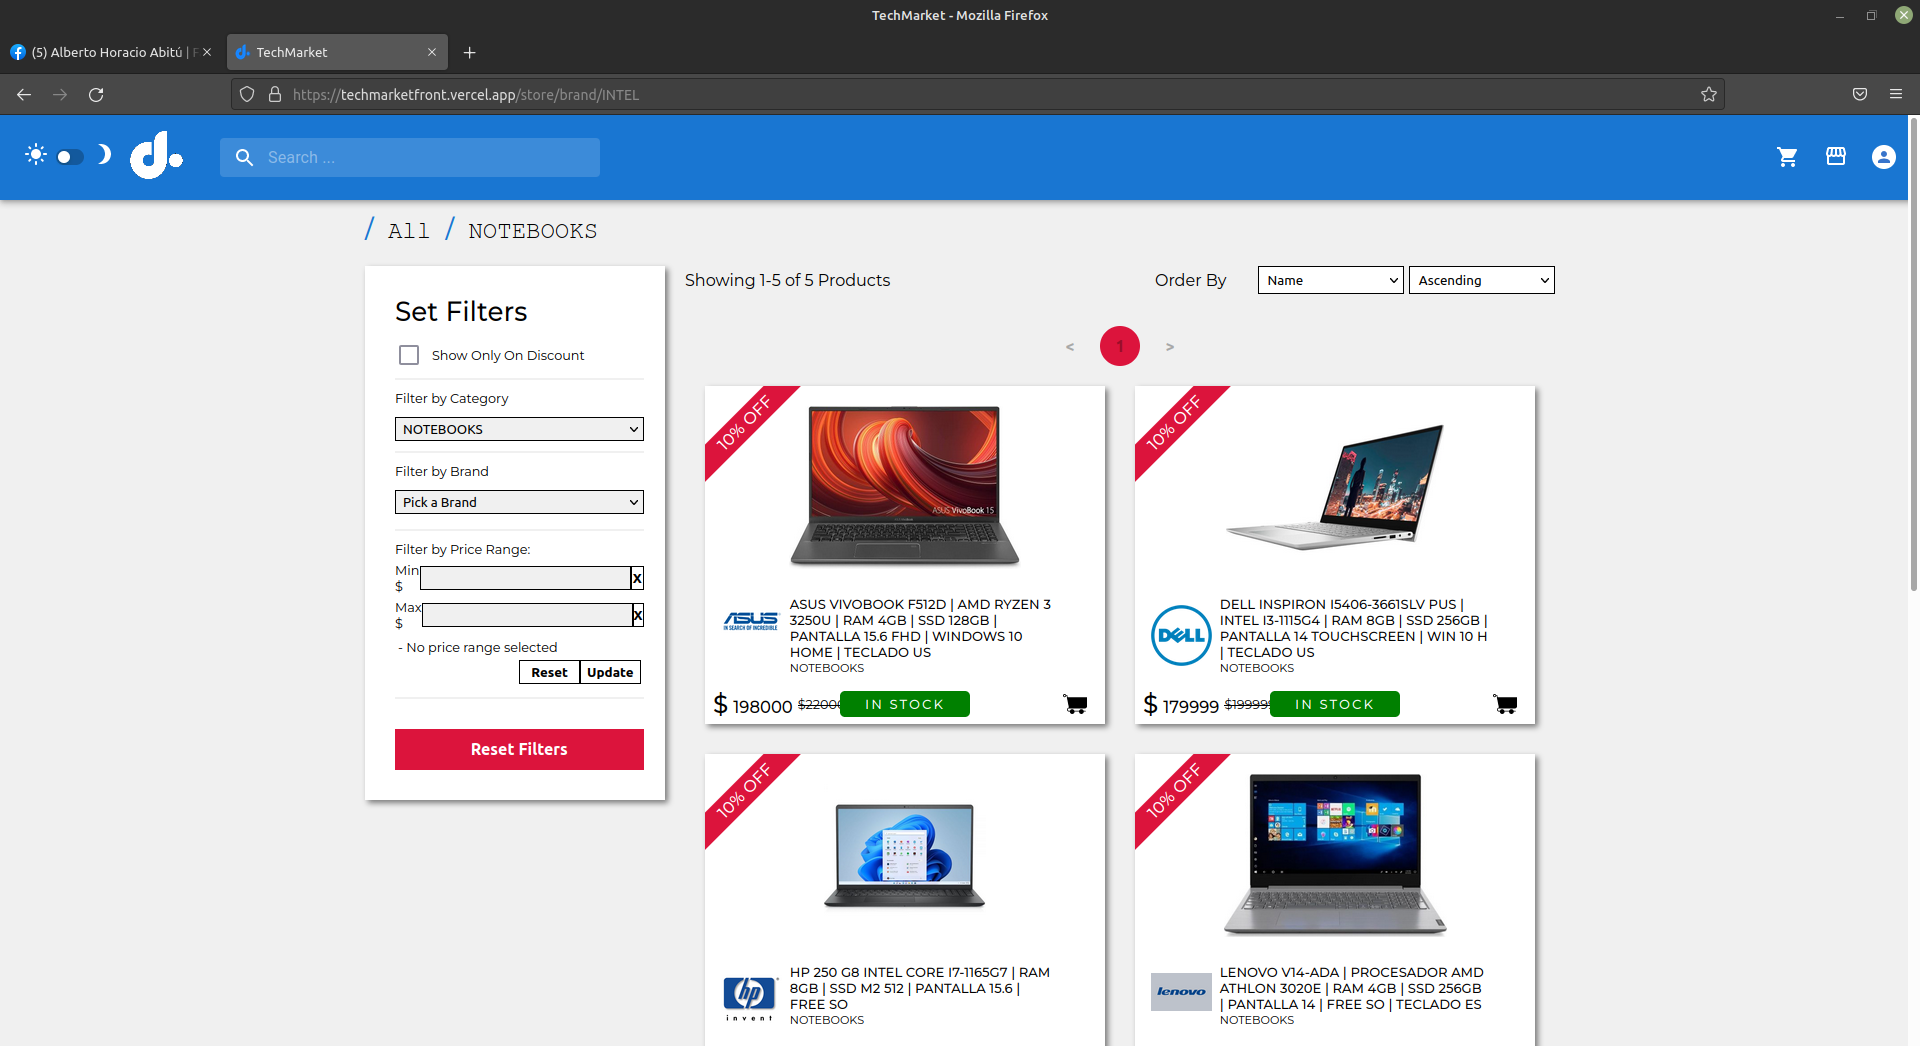 TechMarket - Mozilla Firefox
(5) Alberto Horacio Abitú | F
TechMarket
https://techmarketfront.vercel.app/store/brand/INTEL
d.
Search ...
/ All / NOTEBOOKS
Set Filters
Show Only On Discount
Filter by Category
NOTEBOOKS
Filter by Brand
Pick a Brand
Filter by Price Range:
Min $
X
Max $
X
- No price range selected
Reset
Update
Reset Filters
Showing 1-5 of 5 Products
Order By
Name
Ascending
< 1 >
10% OFF
ASUS VivoBook 15
ASUS
IN SEARCH OF INCREDIBLE
ASUS VIVOBOOK F512D | AMD RYZEN 3
3250U | RAM 4GB | SSD 128GB |
PANTALLA 15.6 FHD | WINDOWS 10
HOME | TECLADO US
NOTEBOOKS
$ 198000 $22000
IN STOCK
10% OFF
DELL
DELL INSPIRON I5406-3661SLV PUS |
INTEL I3-1115G4 | RAM 8GB | SSD 256GB |
PANTALLA 14 TOUCHSCREEN | WIN 10 H
| TECLADO US
NOTEBOOKS
$ 179999 $199999
IN STOCK
10% OFF
hp
invent
HP 250 G8 INTEL CORE I7-1165G7 | RAM
8GB | SSD M2 512 | PANTALLA 15.6 |
FREE SO
NOTEBOOKS
10% OFF
lenovo
LENOVO V14-ADA | PROCESADOR AMD
ATHLON 3020E | RAM 4GB | SSD 256GB
| PANTALLA 14 | FREE SO | TECLADO ES
NOTEBOOKS